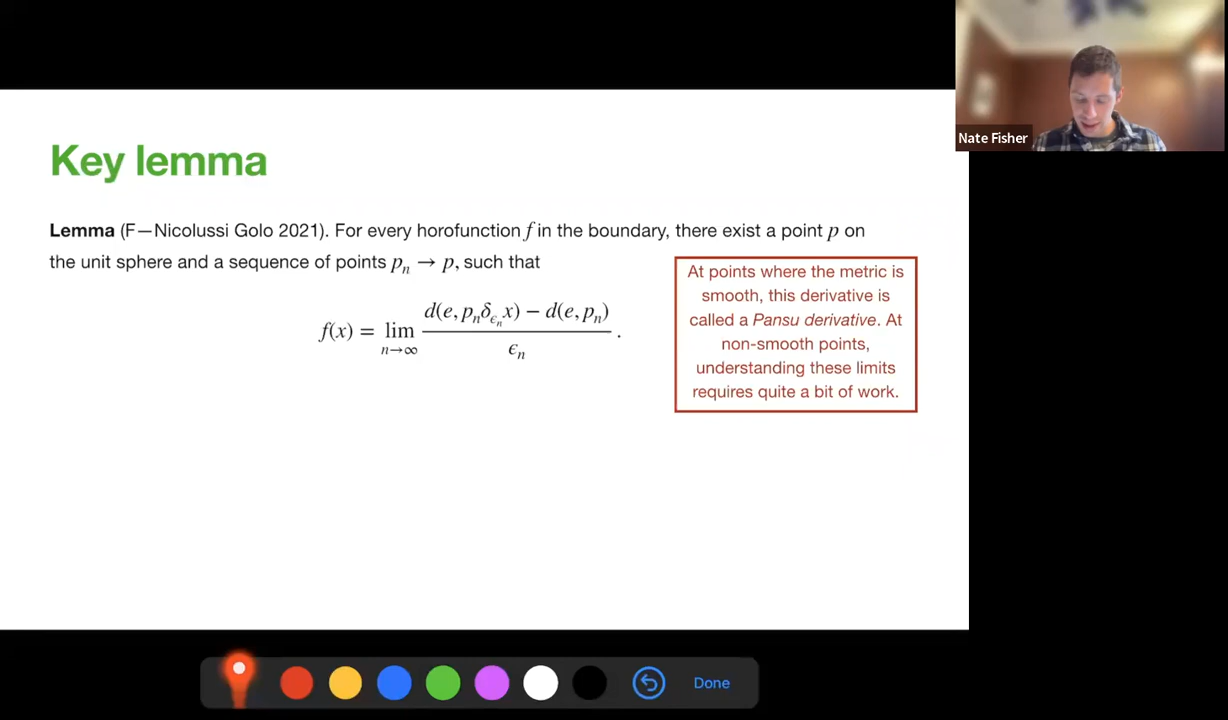 Nate Fisher
Key lemma
Lemma (F—Nicolussi Golo 2021). For every horofunction f in the boundary, there exist a point p on
the unit sphere and a sequence of points pₙ → p, such that
f(x) = lim_{n→∞} (d(e, pₙδ_{ϵₙ}x) − d(e, pₙ)) / ϵₙ .
At points where the metric is
smooth, this derivative is
called a Pansu derivative. At
non-smooth points,
understanding these limits
requires quite a bit of work.
Done